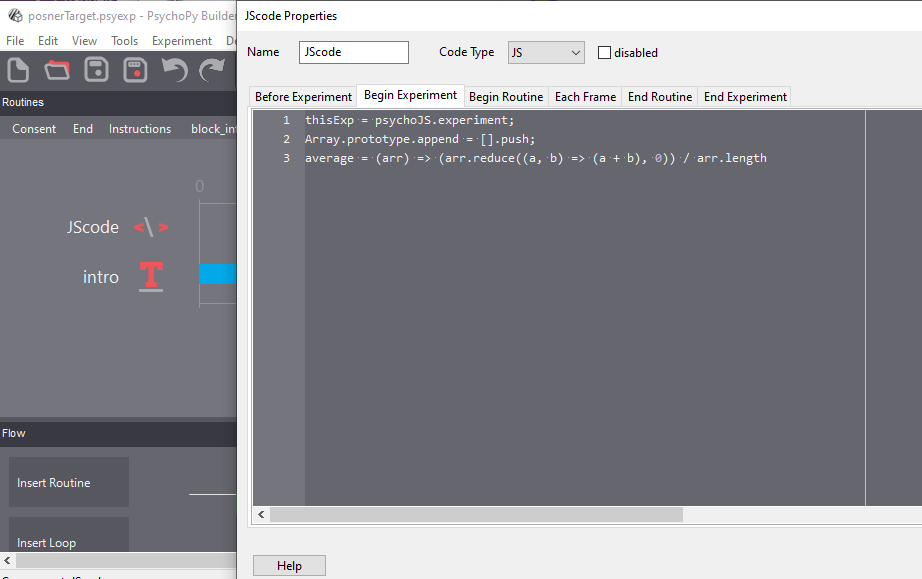 posnerTarget.psyexp - PsychoPy Builder
JScode Properties
File Edit View Tools Experiment
Name JScode Code Type JS disabled
Before Experiment Begin Experiment Begin Routine Each Frame End Routine End Experiment
Routines
Consent End Instructions
1 thisExp = psychoJS.experiment;
2 Array.prototype.append = [].push;
3 average = (arr) => (arr.reduce((a, b) => (a + b), 0)) / arr.length
0
JScode
intro
T
Flow
Insert Routine
Insert Loop
Help